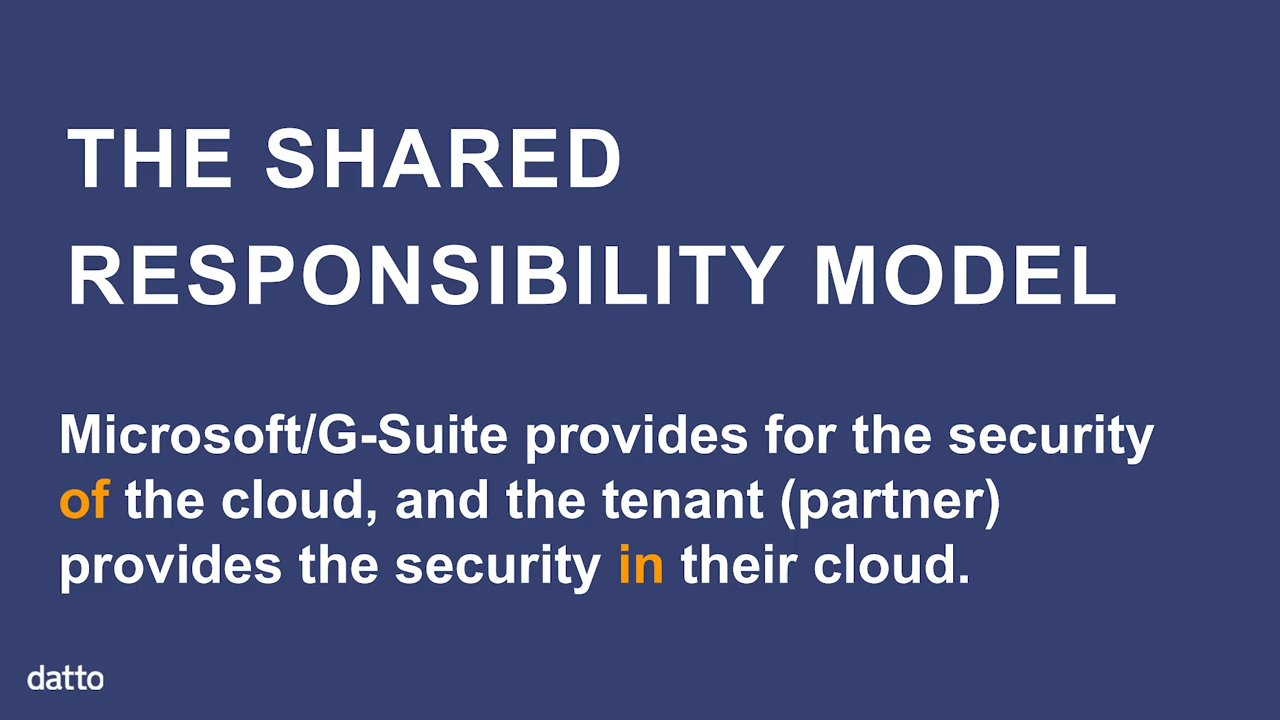 THE SHARED
RESPONSIBILITY MODEL
Microsoft/G-Suite provides for the security
of the cloud, and the tenant (partner)
provides the security in their cloud.
datto